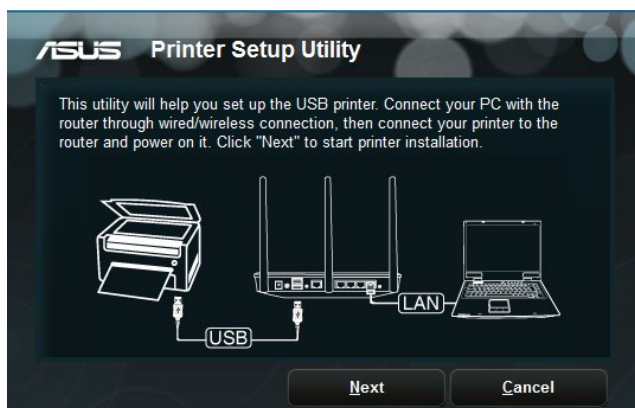 ASUS Printer Setup Utility
This utility will help you set up the USB printer. Connect your PC with the
router through wired/wireless connection, then connect your printer to the
router and power on it. Click "Next" to start printer installation.
LAN
USB
Next Cancel